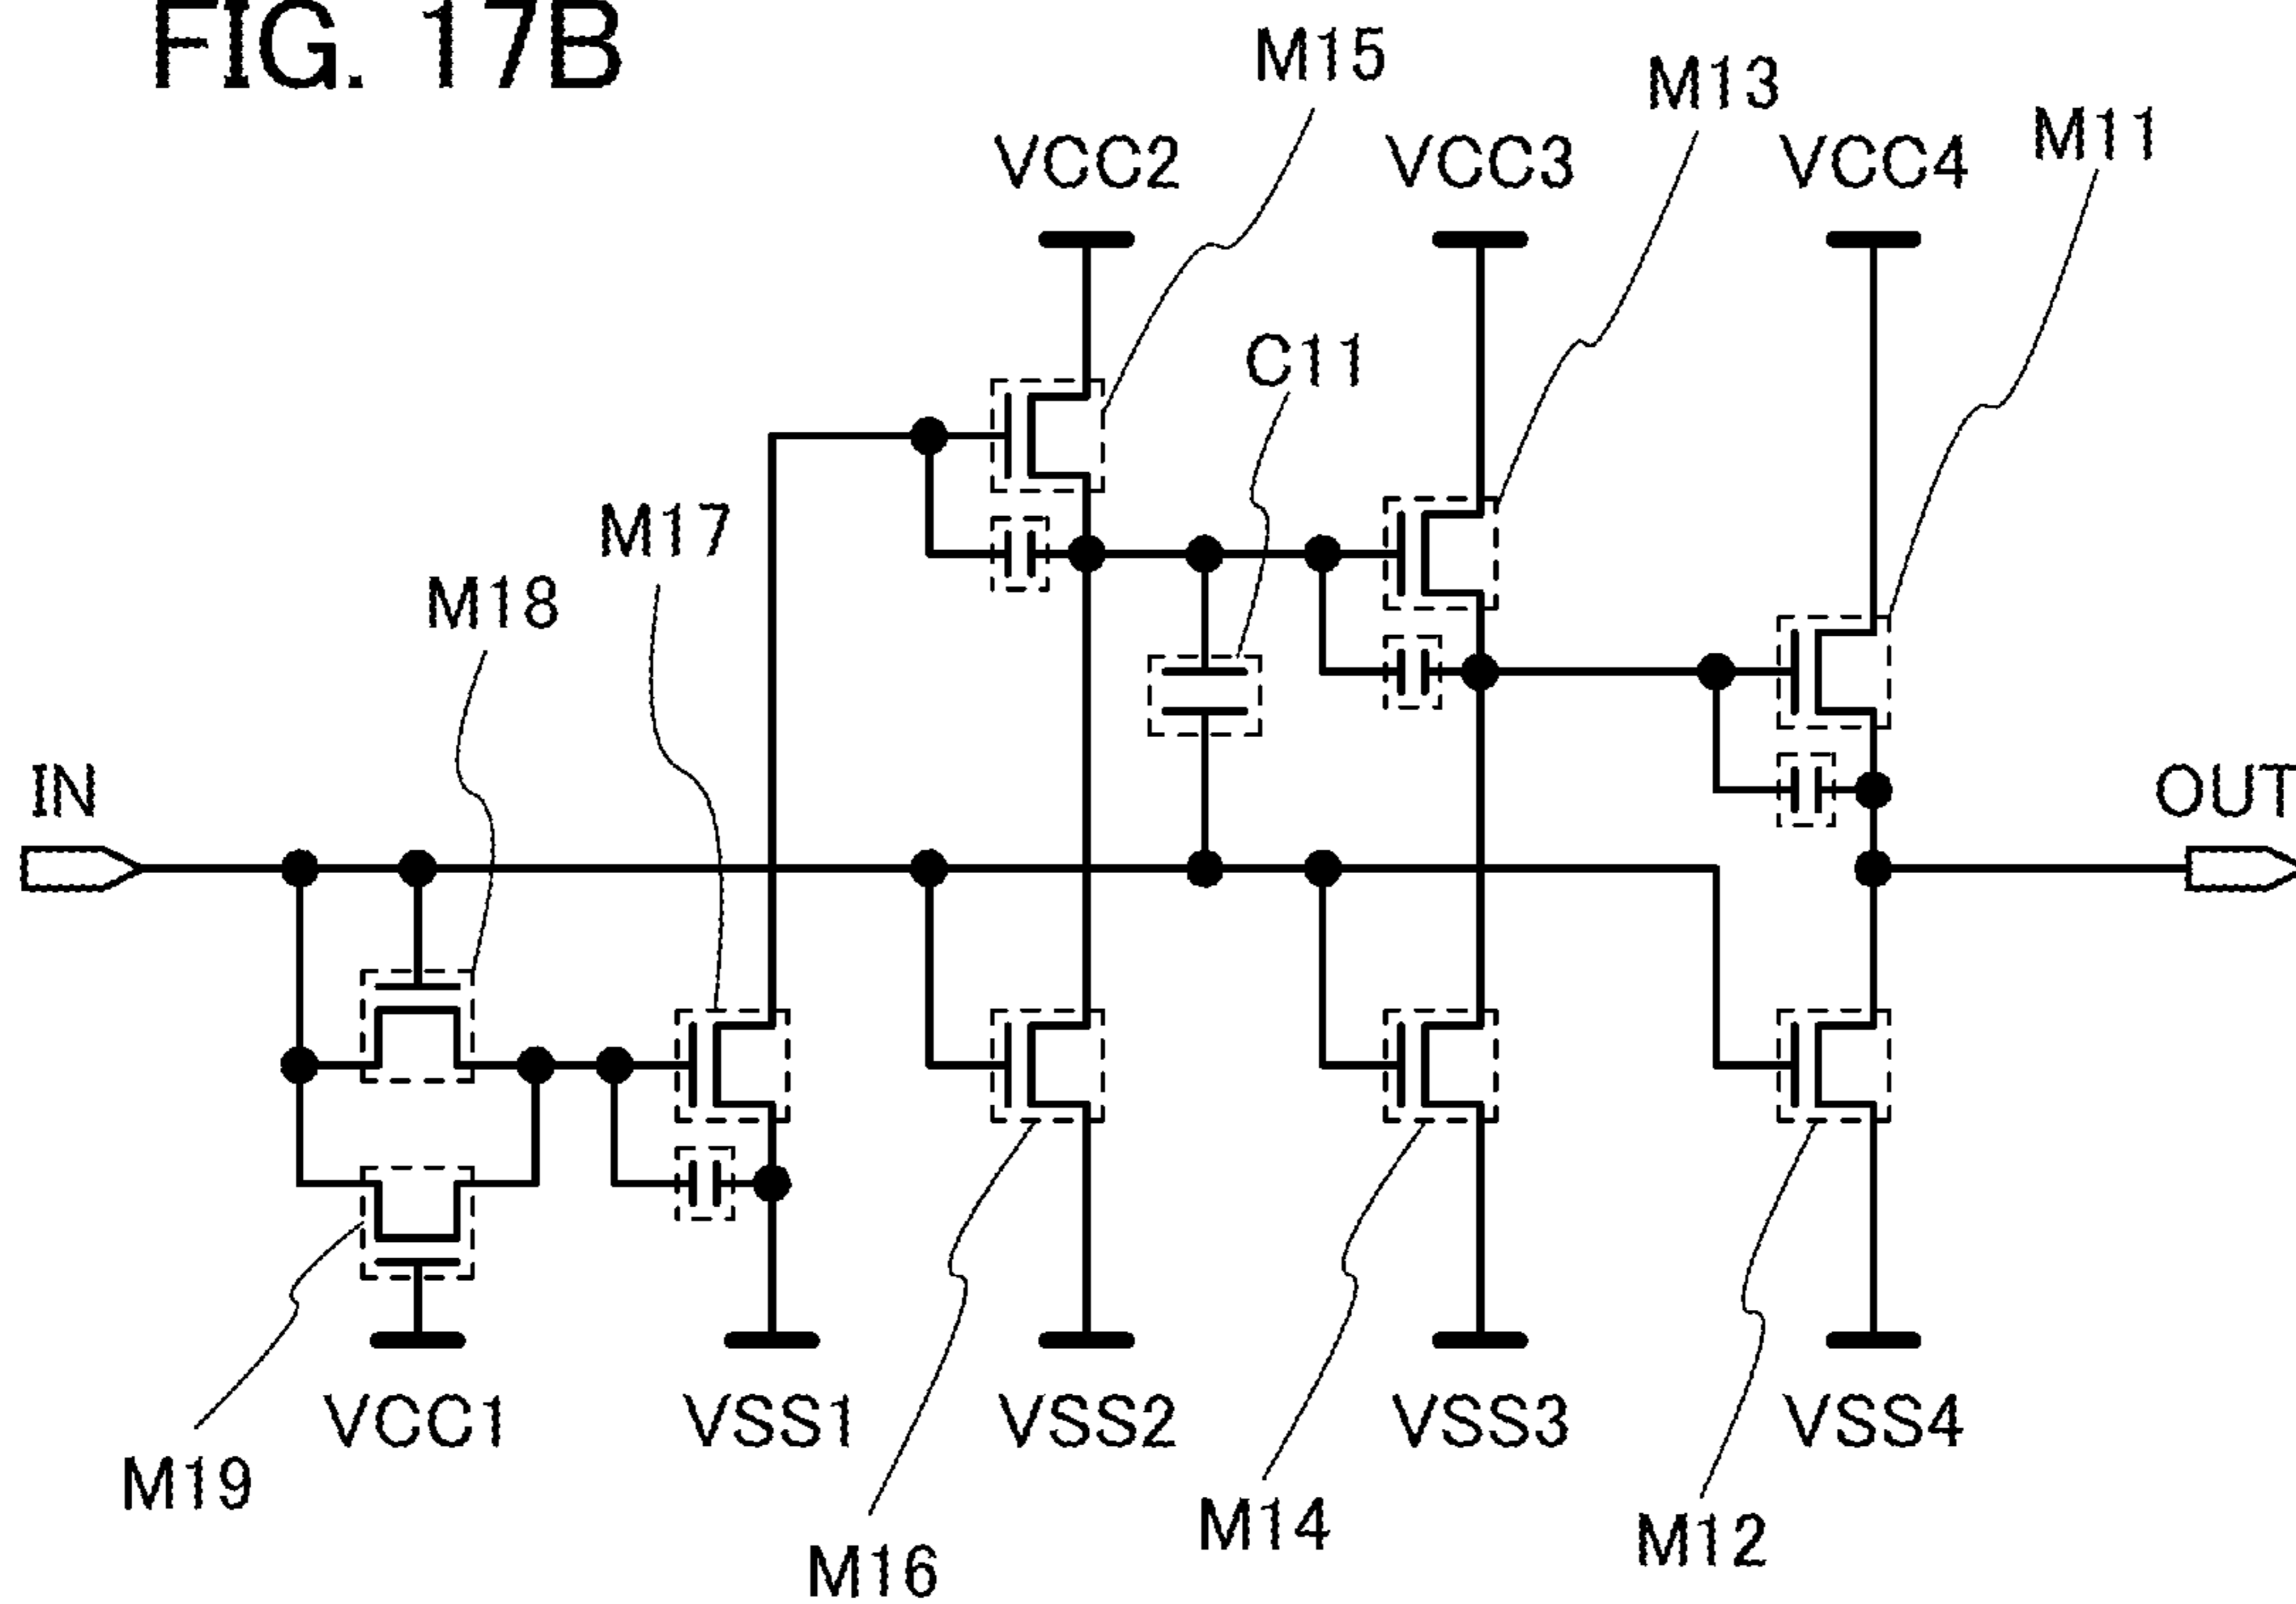 FIG. 17B
M15
M13
M11
VCC2
VCC3
VCC4
C11
M17
M18
IN
OUT
VCC1
VSS1
VSS2
VSS3
VSS4
M19
M16
M14
M12